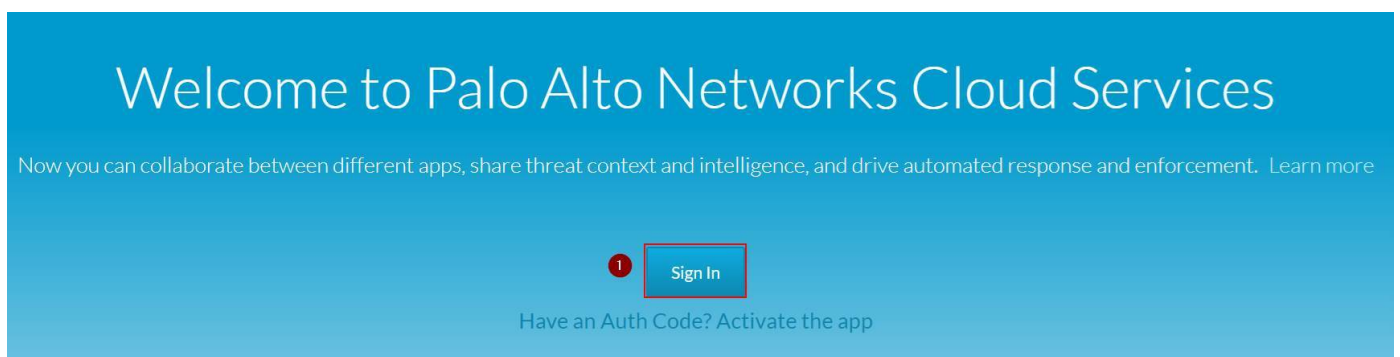 Welcome to Palo Alto Networks Cloud Services
Now you can collaborate between different apps, share threat context and intelligence, and drive automated response and enforcement. Learn more
1 Sign In
Have an Auth Code? Activate the app